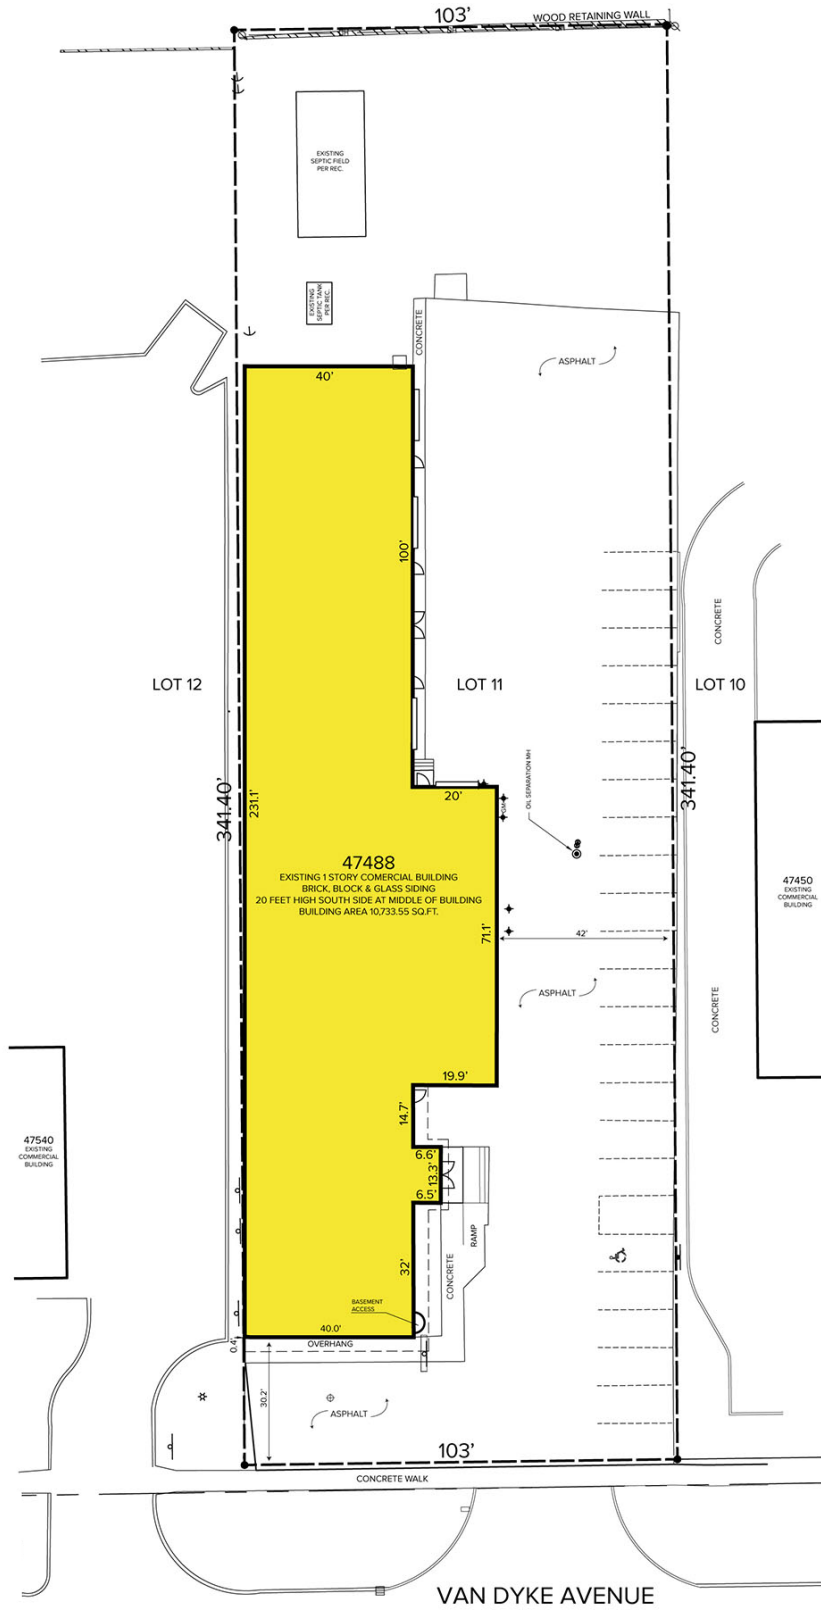 103'
WOOD RETAINING WALL
EXISTING
SEPTIC FIELD
PER REC.
EXISTING
SEPTIC TANK
PER REC.
CONCRETE
ASPHALT
40'
100'
CONCRETE
LOT 12
LOT 11
LOT 10
341.40'
231.1'
341.40'
20'
GM
OIL SEPARATION MH
47488
EXISTING 1 STORY COMERCIAL BUILDING
BRICK, BLOCK & GLASS SIDING
20 FEET HIGH SOUTH SIDE AT MIDDLE OF BUILDING
BUILDING AREA 10,733.55 SQ.FT.
47450
EXISTING
COMMERCIAL
BUILDING
71.1'
42'
ASPHALT
CONCRETE
19.9'
14.7'
47540
EXISTING
COMMERCIAL
BUILDING
6.6'
13.3'
6.5'
RAMP
CONCRETE
32'
BASEMENT
ACCESS
40.0'
0.4'
OVERHANG
30.2'
ASPHALT
103'
CONCRETE WALK
VAN DYKE AVENUE